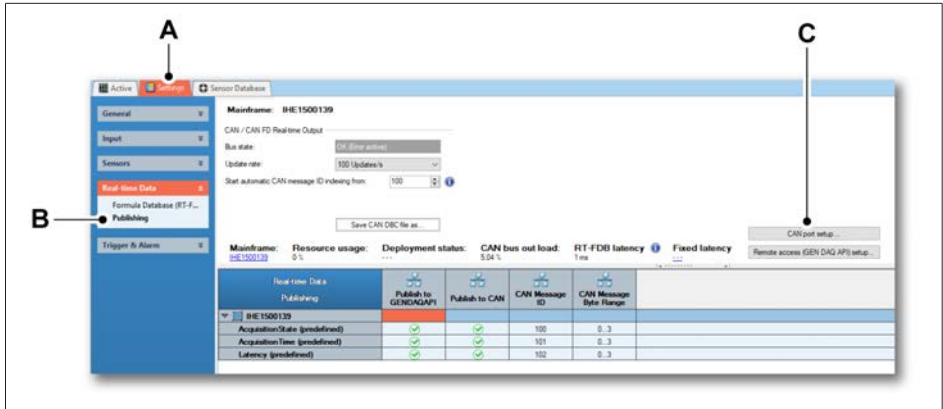 A
C
Active
Settings
Sensor Database
General
Input
Sensors
Real-time Data
Formula Database (RT-F...
B
Publishing
Trigger & Alarm
Mainframe: IHE1500139
CAN / CAN FD Real-time Output
Bus state: OK (Error active)
Update rate: 100 Updates/s
Start automatic CAN message ID indexing from: 100
Save CAN DBC file as...
CAN port setup...
Remote access (GEN DAQ API) setup...
Mainframe: Resource usage: Deployment status: CAN bus out load: RT-FDB latency Fixed latency
IHE1500139 0 % --- 5.04 % 1 ms ---
Real-time Data
Publishing
Publish to GENDAQAPI
Publish to CAN
CAN Message ID
CAN Message Byte Range
IHE1500139
AcquisitionState (predefined) 100 0...3
AcquisitionTime (predefined) 101 0...3
Latency (predefined) 102 0...3